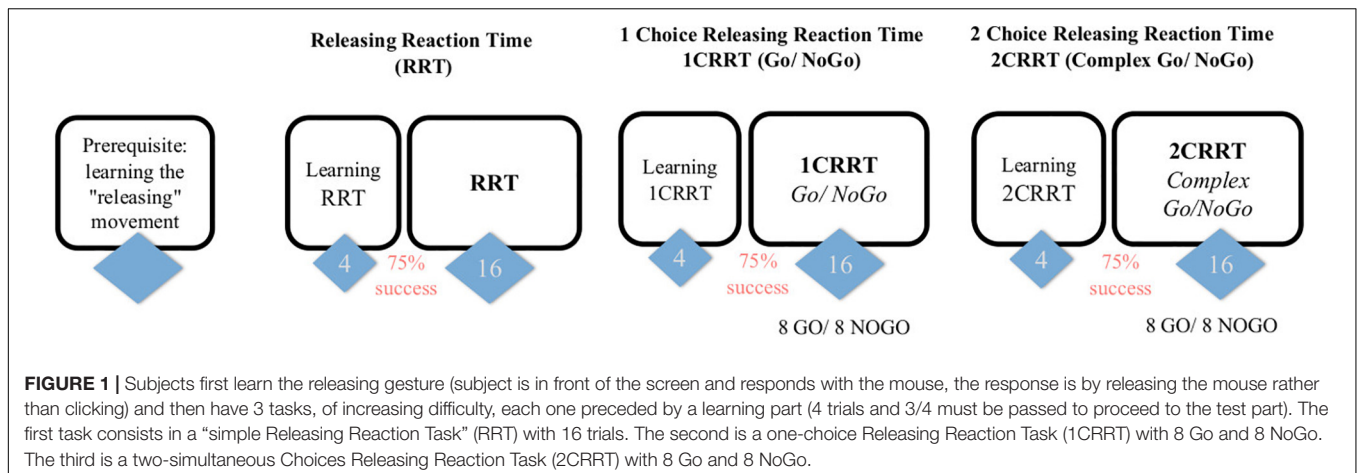 Releasing Reaction Time
(RRT)
1 Choice Releasing Reaction Time
1CRRT (Go/ NoGo)
2 Choice Releasing Reaction Time
2CRRT (Complex Go/ NoGo)
Prerequisite:
learning the
"releasing"
movement
Learning
RRT
RRT
Learning
1CRRT
1CRRT
Go/ NoGo
Learning
2CRRT
2CRRT
Complex
Go/NoGo
4
75%
success
16
4
75%
success
16
4
75%
success
16
8 GO/ 8 NOGO
8 GO/ 8 NOGO
FIGURE 1 | Subjects first learn the releasing gesture (subject is in front of the screen and responds with the mouse, the response is by releasing the mouse rather
than clicking) and then have 3 tasks, of increasing difficulty, each one preceded by a learning part (4 trials and 3/4 must be passed to proceed to the test part). The
first task consists in a “simple Releasing Reaction Task” (RRT) with 16 trials. The second is a one-choice Releasing Reaction Task (1CRRT) with 8 Go and 8 NoGo.
The third is a two-simultaneous Choices Releasing Reaction Task (2CRRT) with 8 Go and 8 NoGo.